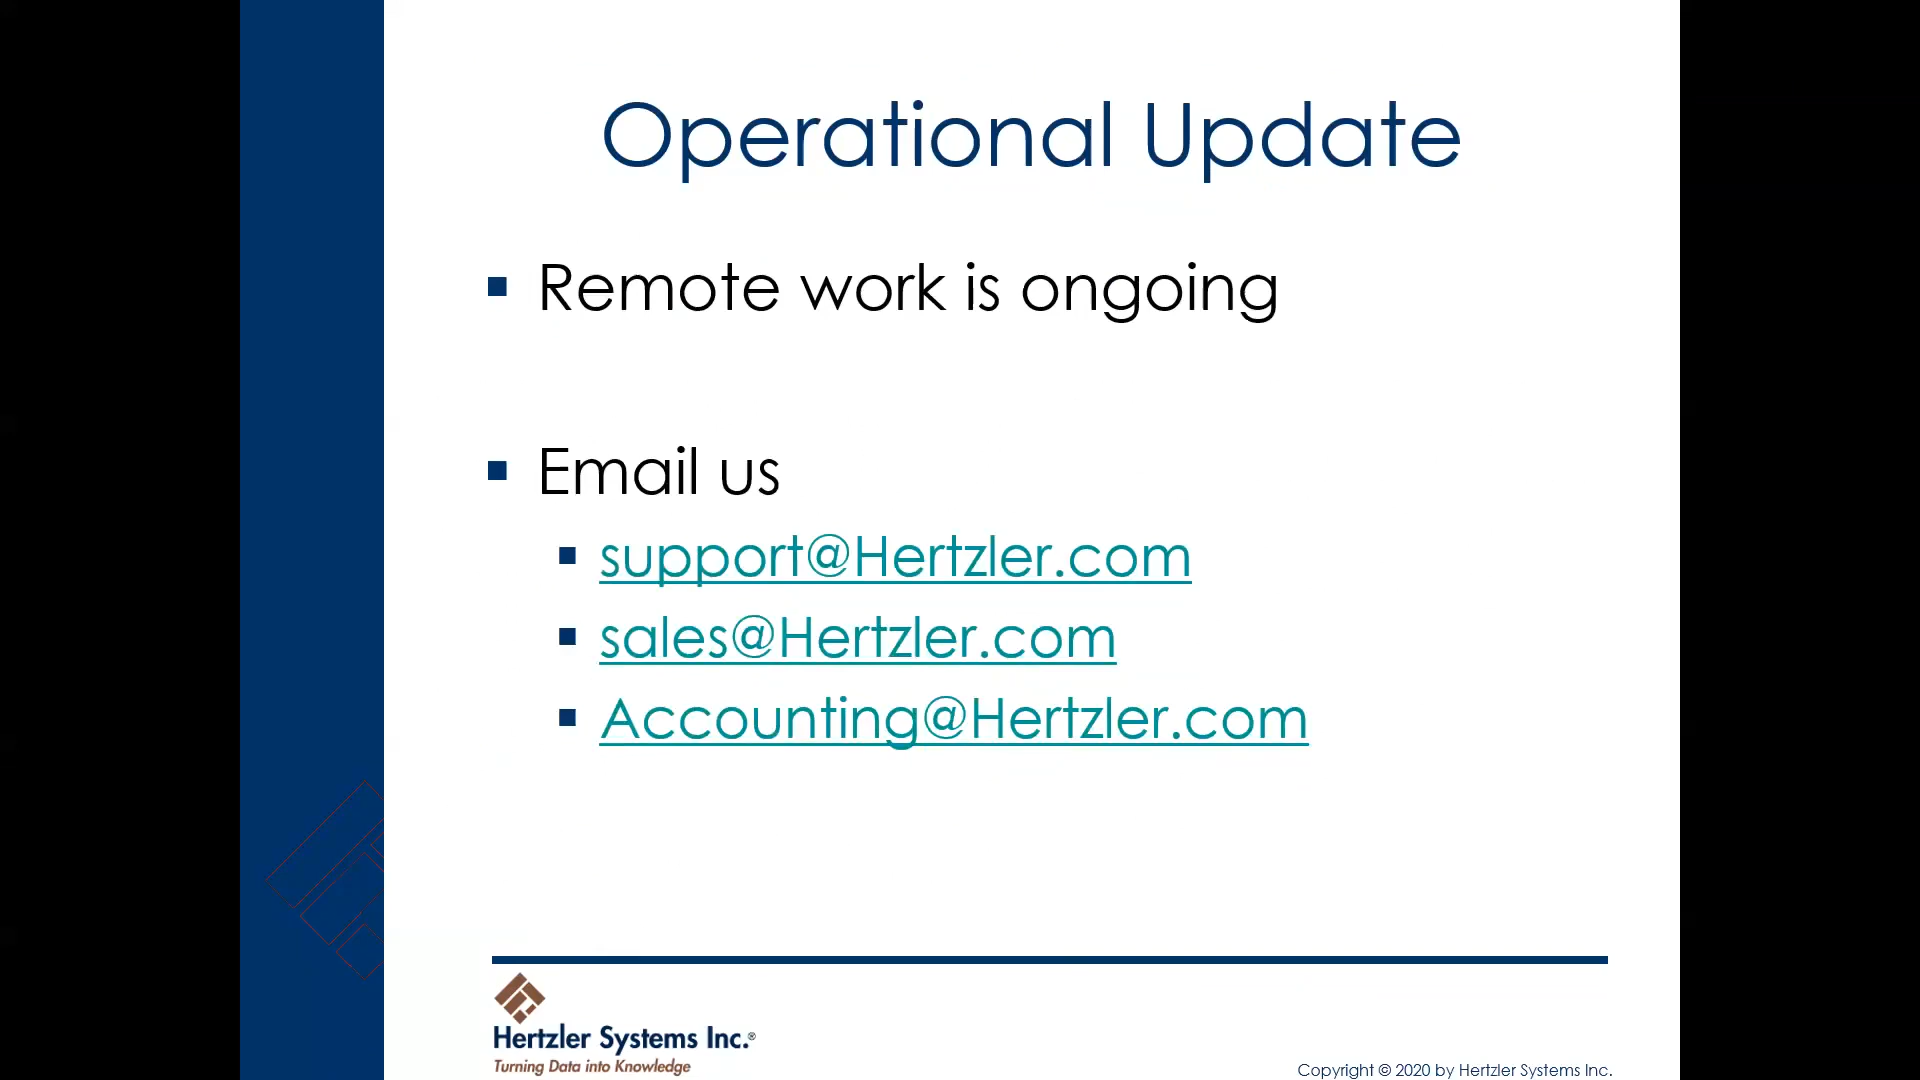 Operational Update
Remote work is ongoing
Email us
support@Hertzler.com
sales@Hertzler.com
Accounting@Hertzler.com
Hertzler Systems Inc.®
Turning Data into Knowledge
Copyright © 2020 by Hertzler Systems Inc.